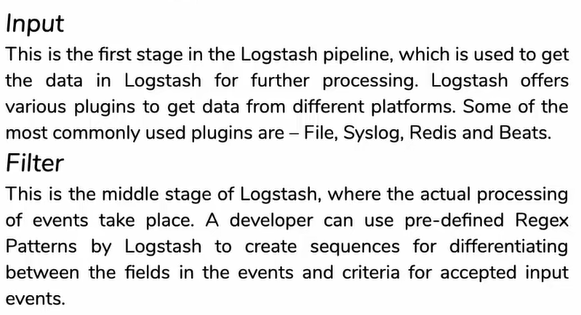 Input
This is the first stage in the Logstash pipeline, which is used to get
the data in Logstash for further processing. Logstash offers
various plugins to get data from different platforms. Some of the
most commonly used plugins are – File, Syslog, Redis and Beats.
Filter
This is the middle stage of Logstash, where the actual processing
of events take place. A developer can use pre-defined Regex
Patterns by Logstash to create sequences for differentiating
between the fields in the events and criteria for accepted input
events.